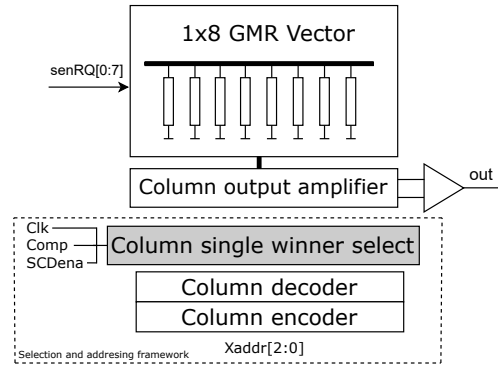 1x8 GMR Vector
senRQ[0:7]
Column output amplifier
out
Clk
Comp
SCDena
Column single winner select
Column decoder
Column encoder
Xaddr[2:0]
Selection and addresing framework